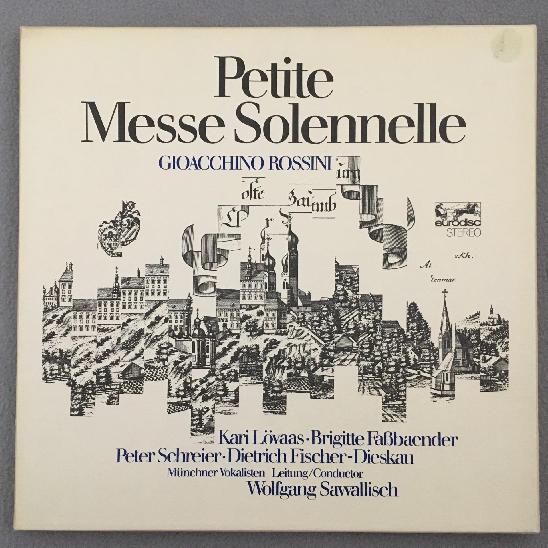 Petite
Messe Solennelle
GIOACCHINO ROSSINI
eurodisc
STEREO
Kari Lövaas · Brigitte Faßbaender
Peter Schreier · Dietrich Fischer-Dieskau
Münchner Vokalisten Leitung/Conductor
Wolfgang Sawallisch